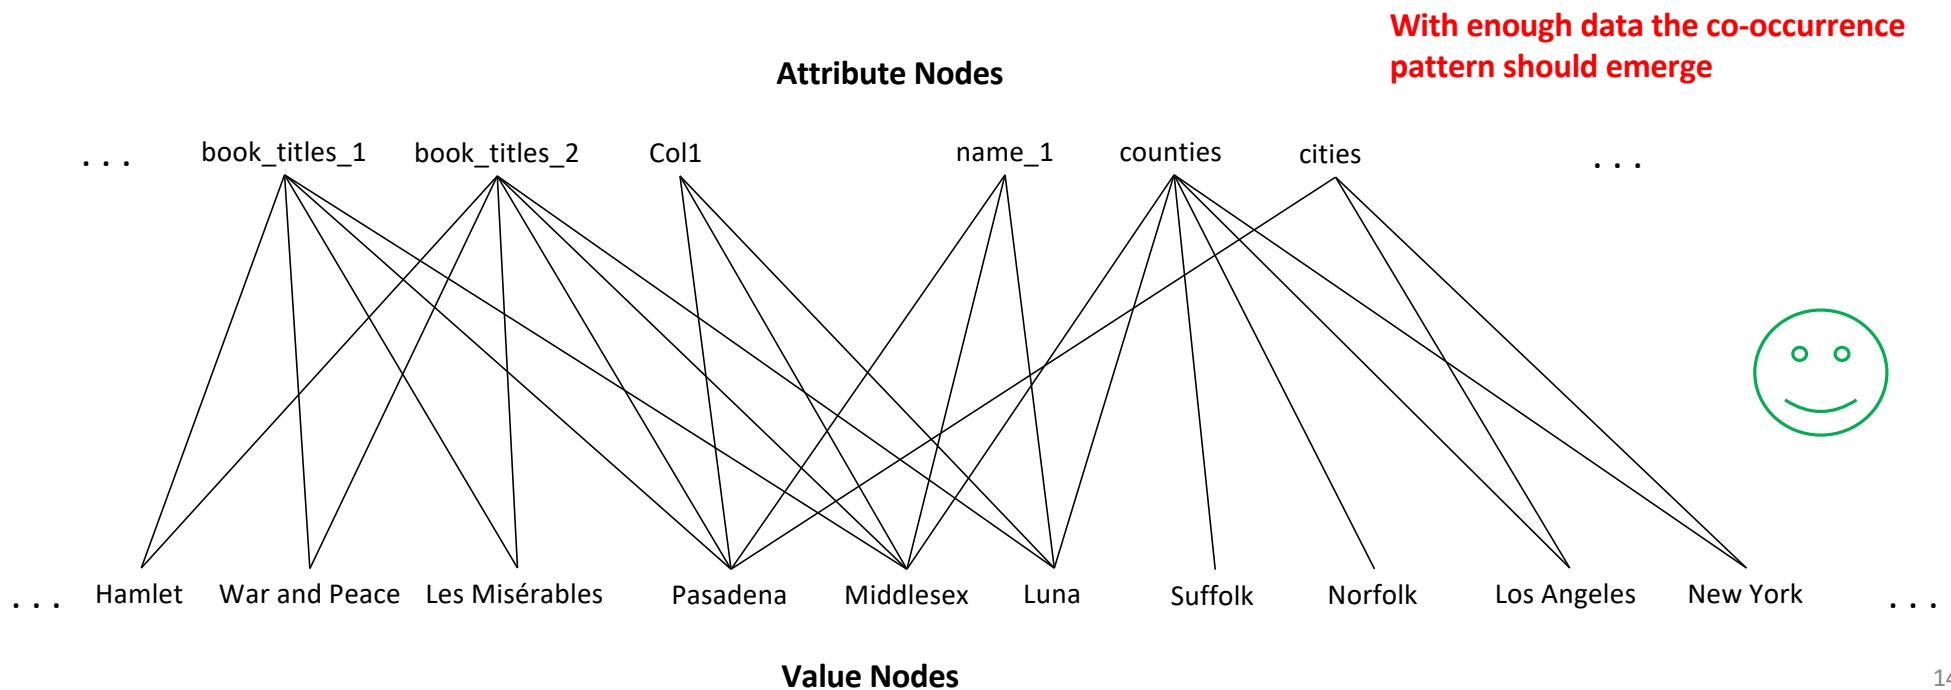 With enough data the co-occurrence
pattern should emerge
Attribute Nodes
. . . book_titles_1 book_titles_2 Col1 name_1 counties cities . . .
. . . Hamlet War and Peace Les Misérables Pasadena Middlesex Luna Suffolk Norfolk Los Angeles New York . . .
Value Nodes
14